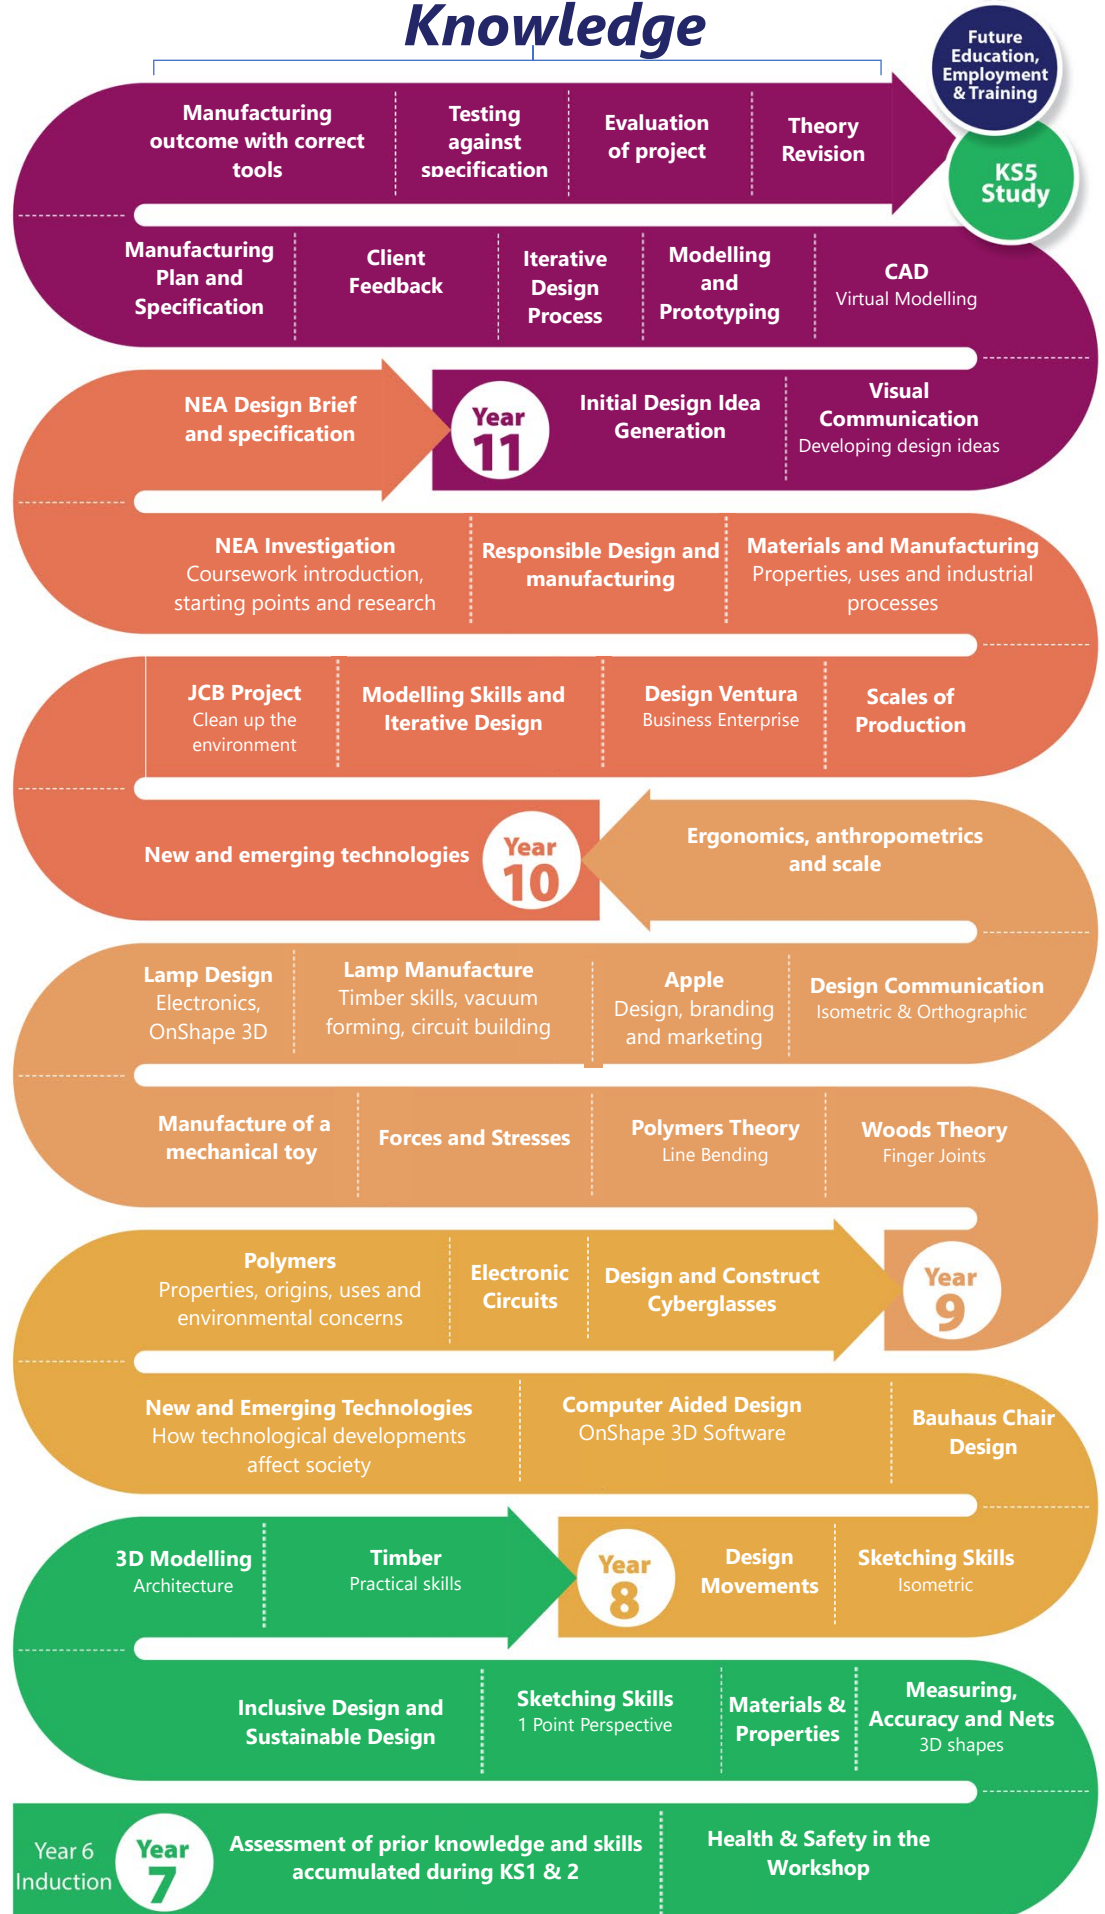 Knowledge
Future
Education,
Employment
& Training
KS5
Study
Manufacturing
outcome with correct
tools
Testing
against
specification
Evaluation
of project
Theory
Revision
Manufacturing
Plan and
Specification
Client
Feedback
Iterative
Design
Process
Modelling
and
Prototyping
CAD
Virtual Modelling
NEA Design Brief
and specification
Year
11
Initial Design Idea
Generation
Visual
Communication
Developing design ideas
NEA Investigation
Coursework introduction,
starting points and research
Responsible Design and
manufacturing
Materials and Manufacturing
Properties, uses and industrial
processes
JCB Project
Clean up the
environment
Modelling Skills and
Iterative Design
Design Ventura
Business Enterprise
Scales of
Production
New and emerging technologies
Year
10
Ergonomics, anthropometrics
and scale
Lamp Design
Electronics,
OnShape 3D
Lamp Manufacture
Timber skills, vacuum
forming, circuit building
Apple
Design, branding
and marketing
Design Communication
Isometric & Orthographic
Manufacture of a
mechanical toy
Forces and Stresses
Polymers Theory
Line Bending
Woods Theory
Finger Joints
Polymers
Properties, origins, uses and
environmental concerns
Electronic
Circuits
Design and Construct
Cyberglasses
Year
9
New and Emerging Technologies
How technological developments
affect society
Computer Aided Design
OnShape 3D Software
Bauhaus Chair
Design
3D Modelling
Architecture
Timber
Practical skills
Year
8
Design
Movements
Sketching Skills
Isometric
Inclusive Design and
Sustainable Design
Sketching Skills
1 Point Perspective
Materials &
Properties
Measuring,
Accuracy and Nets
3D shapes
Year 6
Induction
Year
7
Assessment of prior knowledge and skills
accumulated during KS1 & 2
Health & Safety in the
Workshop